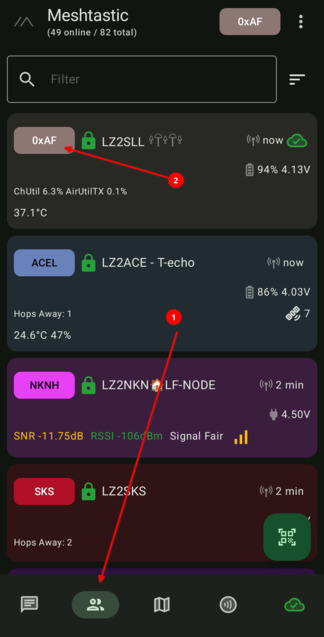 Meshtastic
(49 online / 82 total)
0xAF
Filter
0xAF
LZ2SLL
now
94% 4.13V
2
ChUtil 6.3% AirUtilTX 0.1%
37.1°C
ACEL
LZ2ACE - T-echo
now
86% 4.03V
Hops Away: 1
7
1
24.6°C 47%
NKNH
LZ2NKN🏠LF-NODE
2 min
4.50V
SNR -11.75dB RSSI -106dBm Signal Fair
SKS
LZ2SKS
2 min
Hops Away: 2